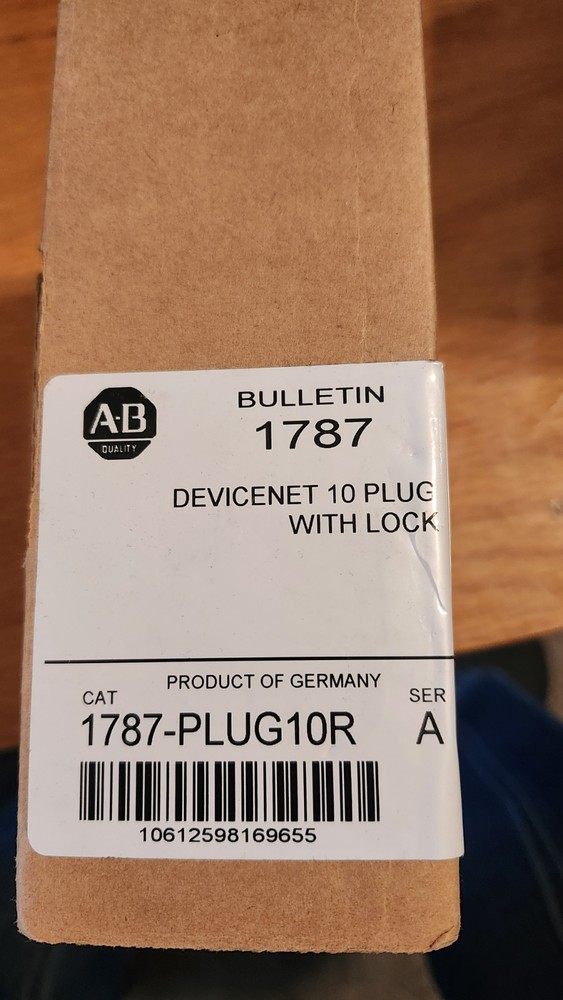 A·B
QUALITY
BULLETIN
1787
DEVICENET 10 PLUG
WITH LOCK
PRODUCT OF GERMANY
CAT
SER
1787-PLUG10R
A
10612598169655